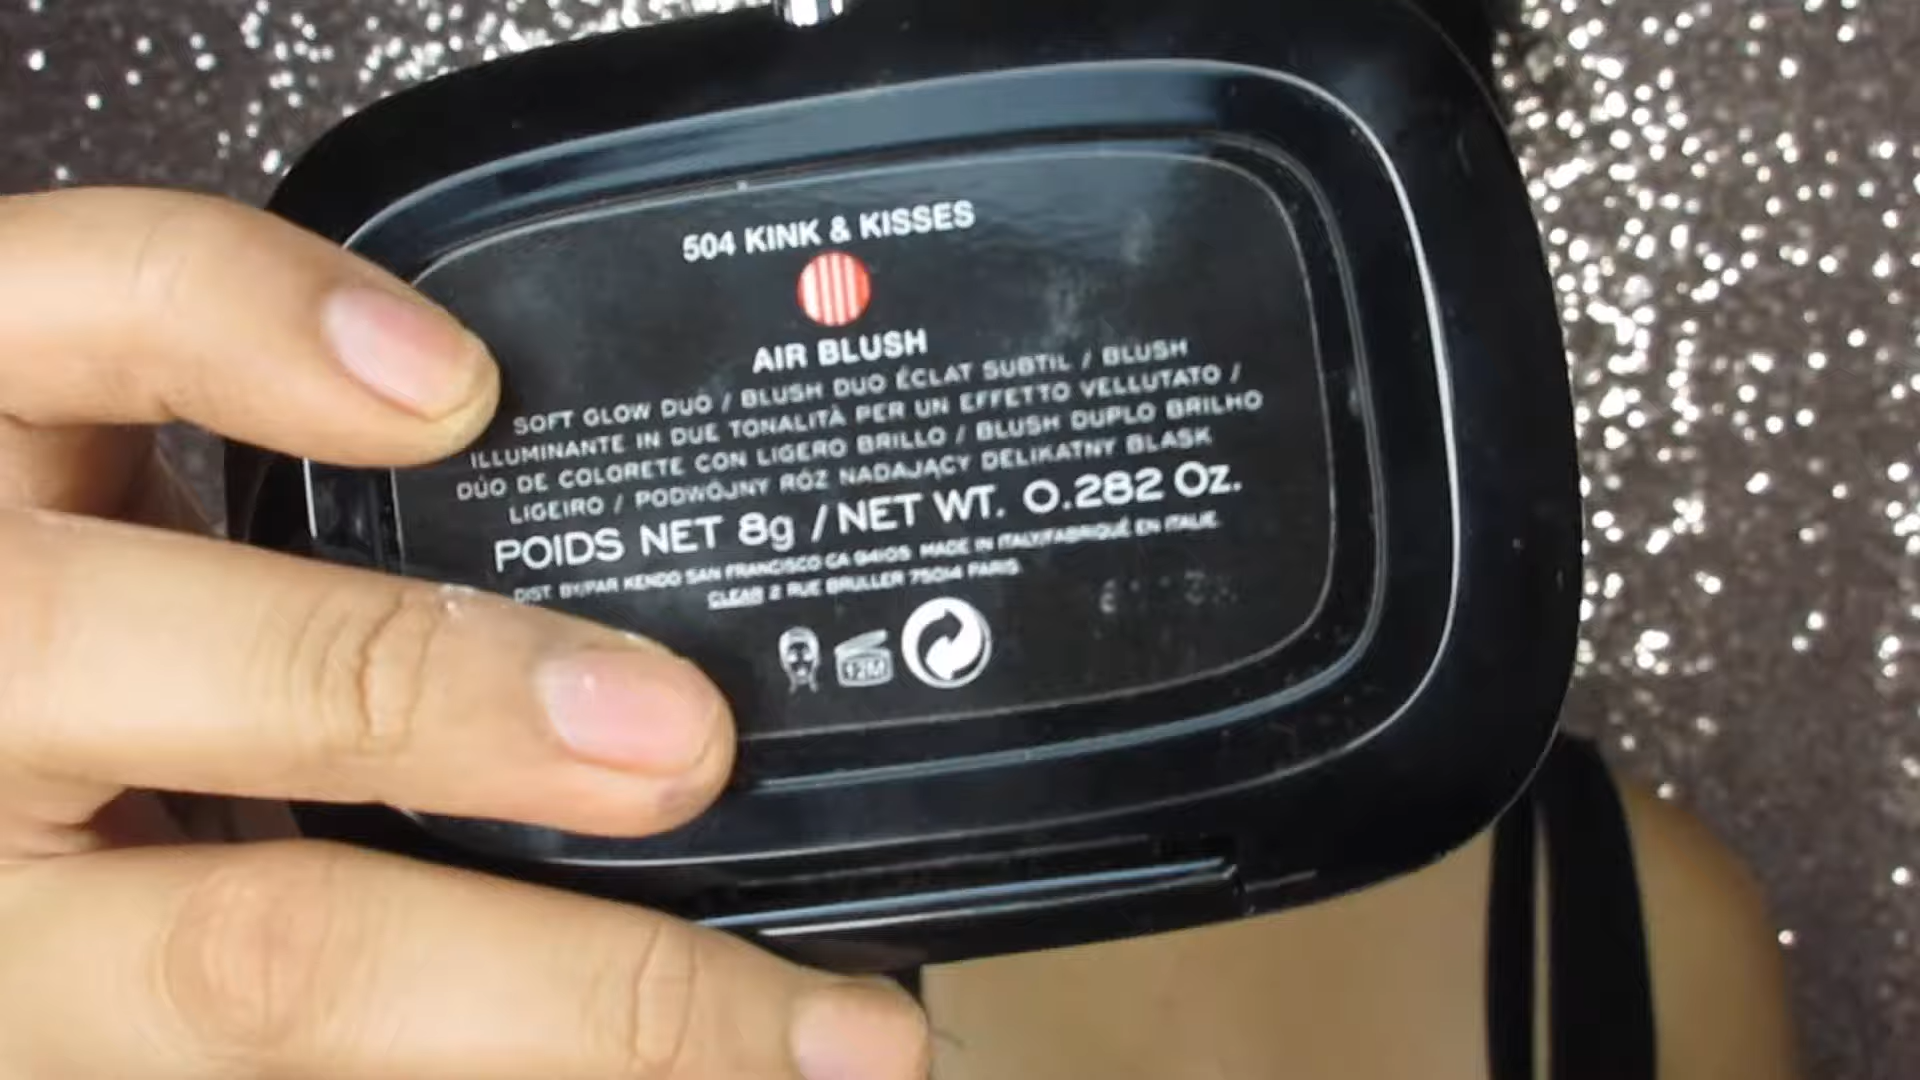 504 KINK & KISSES
AIR BLUSH
SOFT GLOW DUO / BLUSH DUO ÉCLAT SUBTIL / BLUSH
ILLUMINANTE IN DUE TONALITÀ PER UN EFFETTO VELLUTATO /
DÚO DE COLORETE CON LIGERO BRILLO / BLUSH DUPLO BRILHO
LIGEIRO / PODWÓJNY RÓŻ NADAJĄCY DELIKATNY BLASK
POIDS NET 8g / NET WT. 0.282 Oz.
DIST. BY/PAR KENDO SAN FRANCISCO CA 94105 MADE IN ITALY/FABRIQUÉ EN ITALIE.
CLEAR 2 RUE BRULLER 75014 PARIS
12M